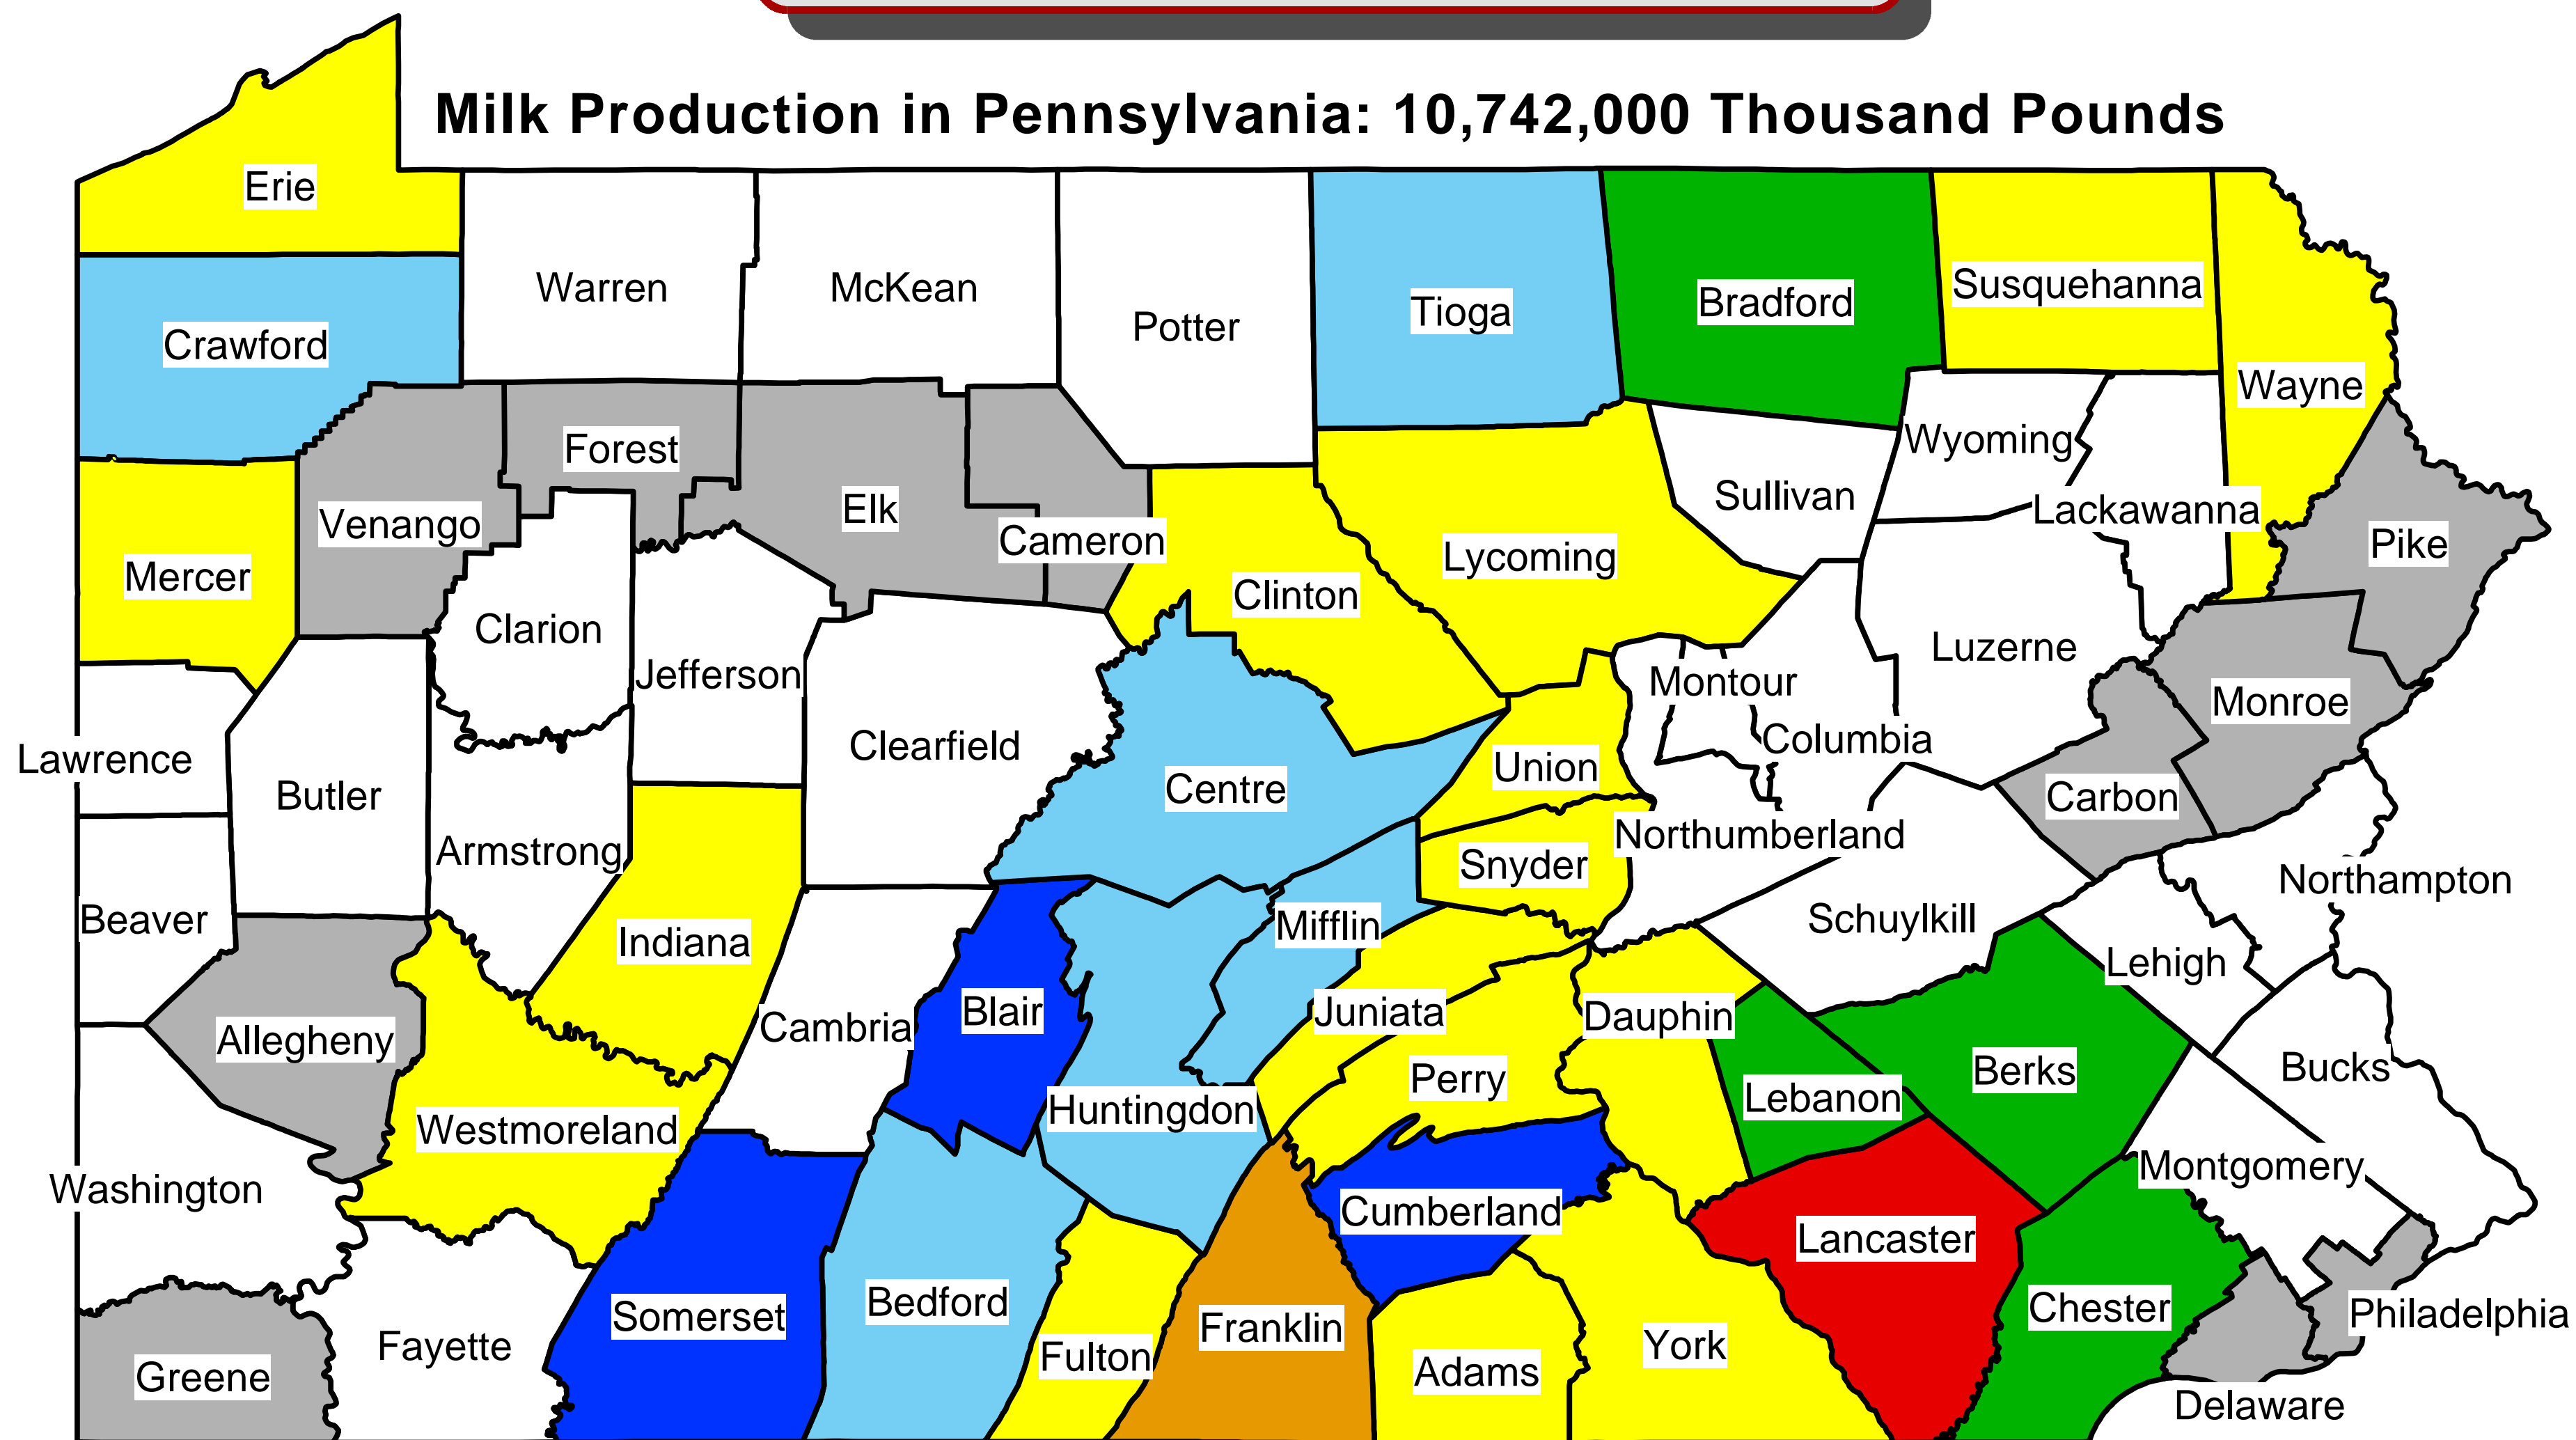 Milk Production in Pennsylvania: 10,742,000 Thousand Pounds
Erie
Warren
McKean
Potter
Tioga
Bradford
Susquehanna
Wayne
Crawford
Forest
Wyoming
Venango
Elk
Cameron
Sullivan
Lackawanna
Pike
Mercer
Clarion
Clinton
Lycoming
Jefferson
Luzerne
Montour
Monroe
Lawrence
Clearfield
Columbia
Butler
Centre
Union
Carbon
Armstrong
Snyder
Northumberland
Northampton
Beaver
Indiana
Mifflin
Schuylkill
Lehigh
Allegheny
Cambria
Blair
Juniata
Dauphin
Berks
Bucks
Westmoreland
Huntingdon
Perry
Lebanon
Washington
Cumberland
Montgomery
Lancaster
Somerset
Bedford
Franklin
Chester
Philadelphia
Greene
Fayette
Fulton
Adams
York
Delaware